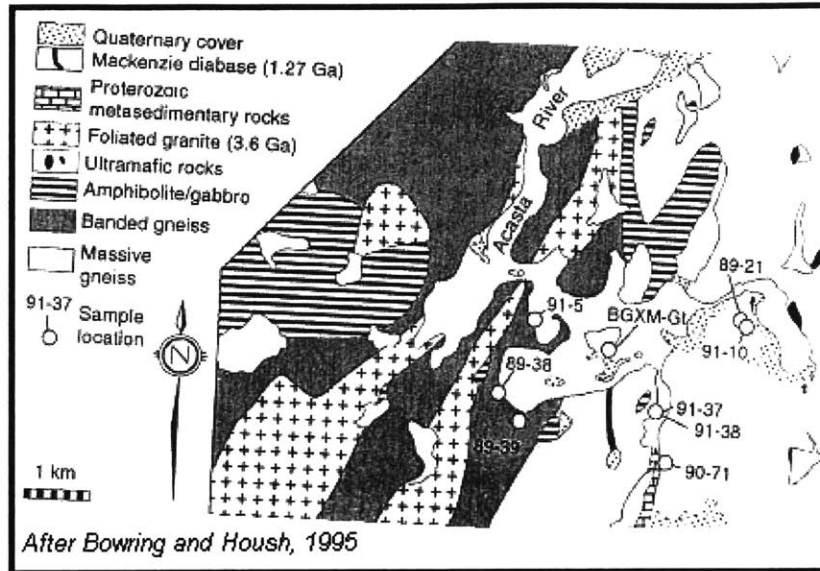 Quaternary cover
Mackenzie diabase (1.27 Ga)
Proterozoic
metasedimentary rocks
Foliated granite (3.6 Ga)
Ultramafic rocks
Amphibolite/gabbro
Banded gneiss
Massive
gneiss
91-37
Sample
location
N
1 km
Acasta
River
91-5
BGXM-Gt
89-21
91-10
89-38
89-39
91-37
91-38
90-71
After Bowring and Housh, 1995